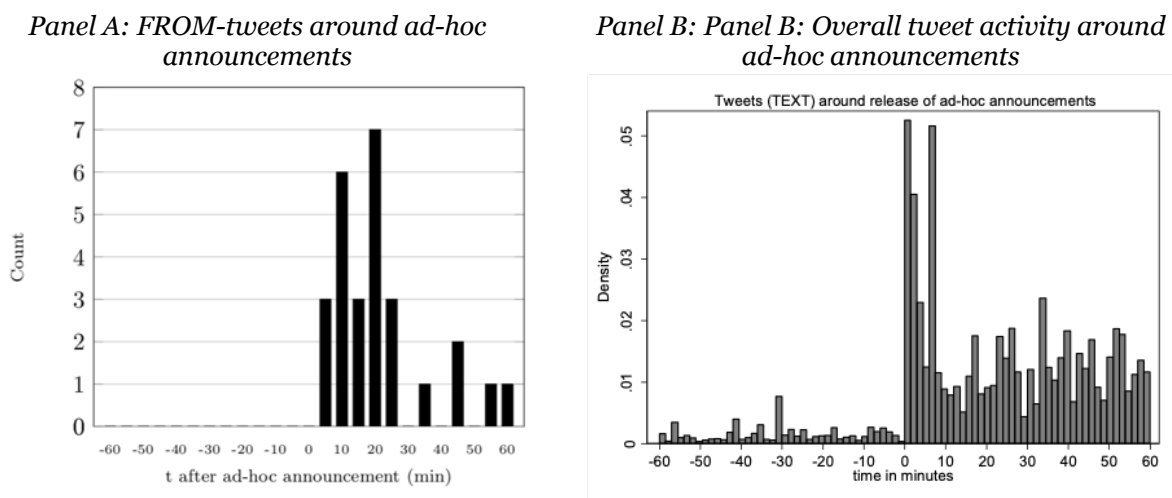 Panel A: FROM-tweets around ad-hoc
announcements
8
7
6
5
4
3
2
1
0
Count
-60 -50 -40 -30 -20 -10 0 10 20 30 40 50 60
t after ad-hoc announcement (min)
Panel B: Panel B: Overall tweet activity around
ad-hoc announcements
Tweets (TEXT) around release of ad-hoc announcements
.05
.04
.03
.02
.01
0
Density
-60 -50 -40 -30 -20 -10 0 10 20 30 40 50 60
time in minutes